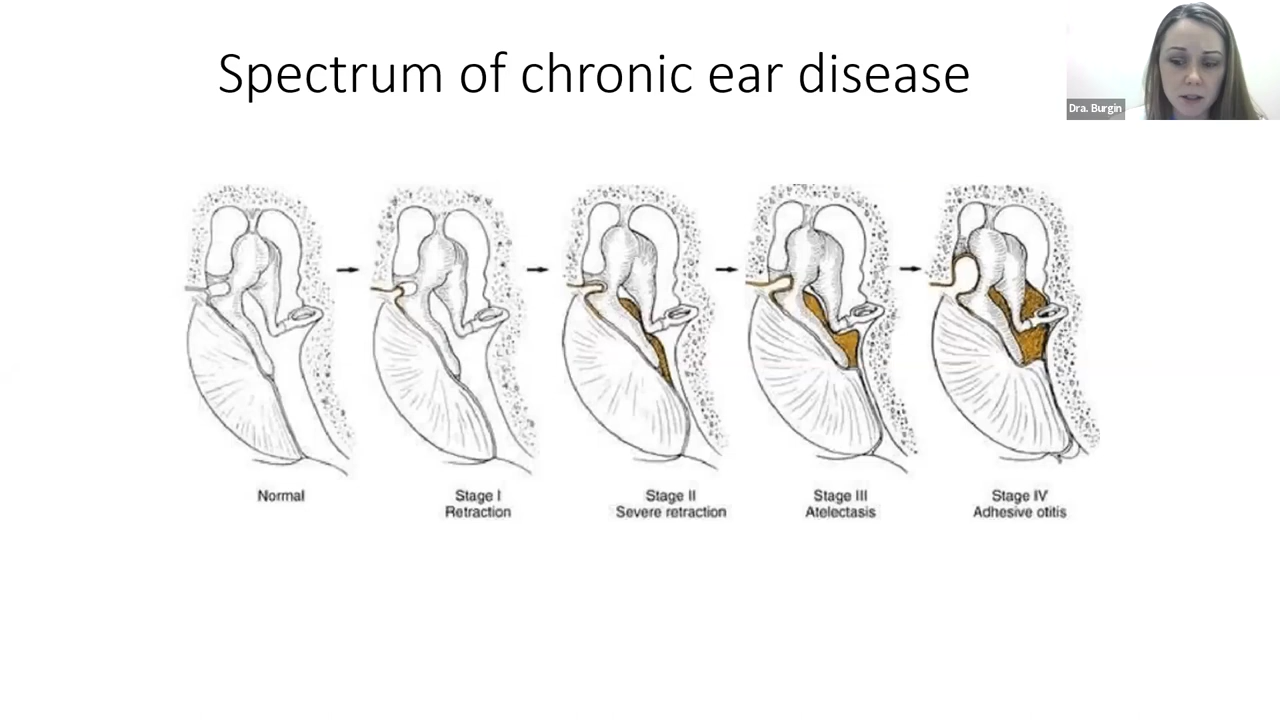 Spectrum of chronic ear disease
Dra. Burgin
Normal
Stage I
Retraction
Stage II
Severe retraction
Stage III
Atelectasis
Stage IV
Adhesive otitis